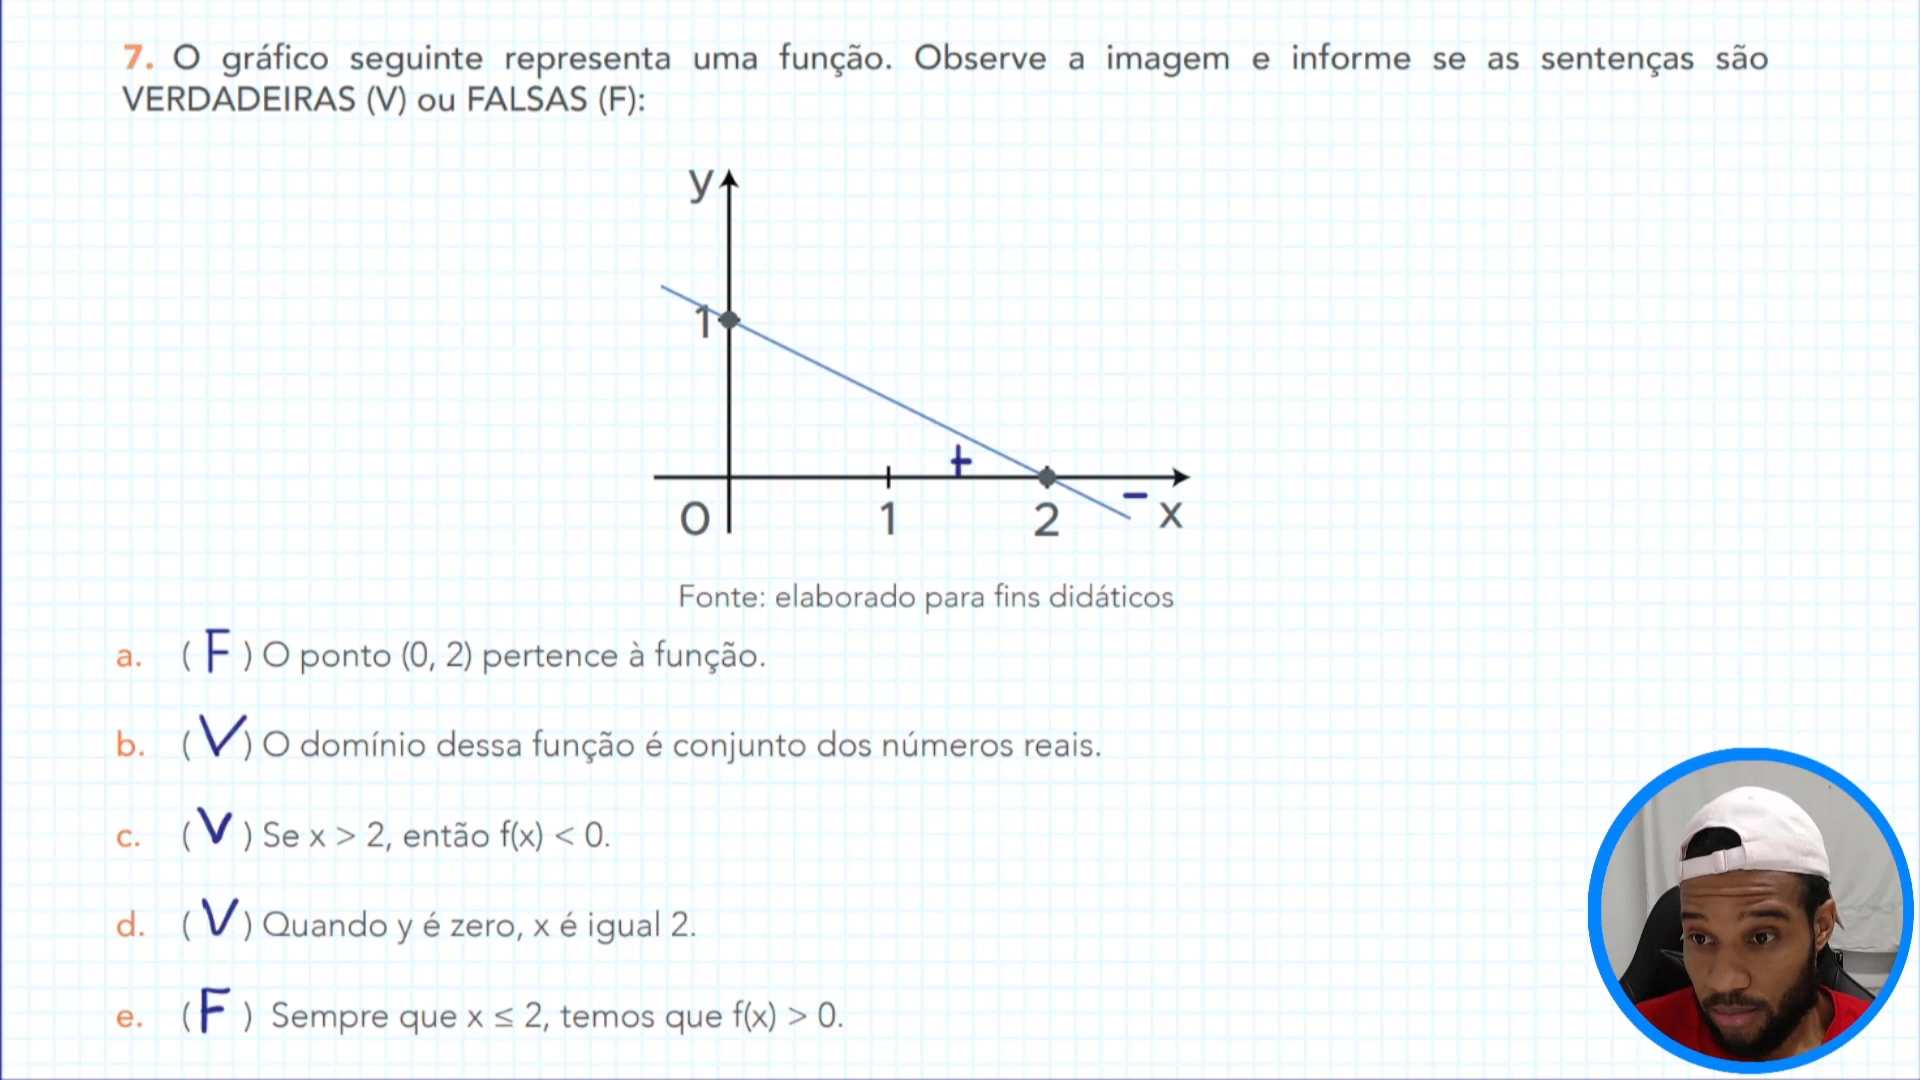 7. O gráfico seguinte representa uma função. Observe a imagem e informe se as sentenças são
VERDADEIRAS (V) ou FALSAS (F):
y
1
+
-
0
1
2
x
Fonte: elaborado para fins didáticos
a. (F) O ponto (0, 2) pertence à função.
b. (V) O domínio dessa função é conjunto dos números reais.
c. (V) Se x > 2, então f(x) < 0.
d. (V) Quando y é zero, x é igual 2.
e. (F) Sempre que x ≤ 2, temos que f(x) > 0.